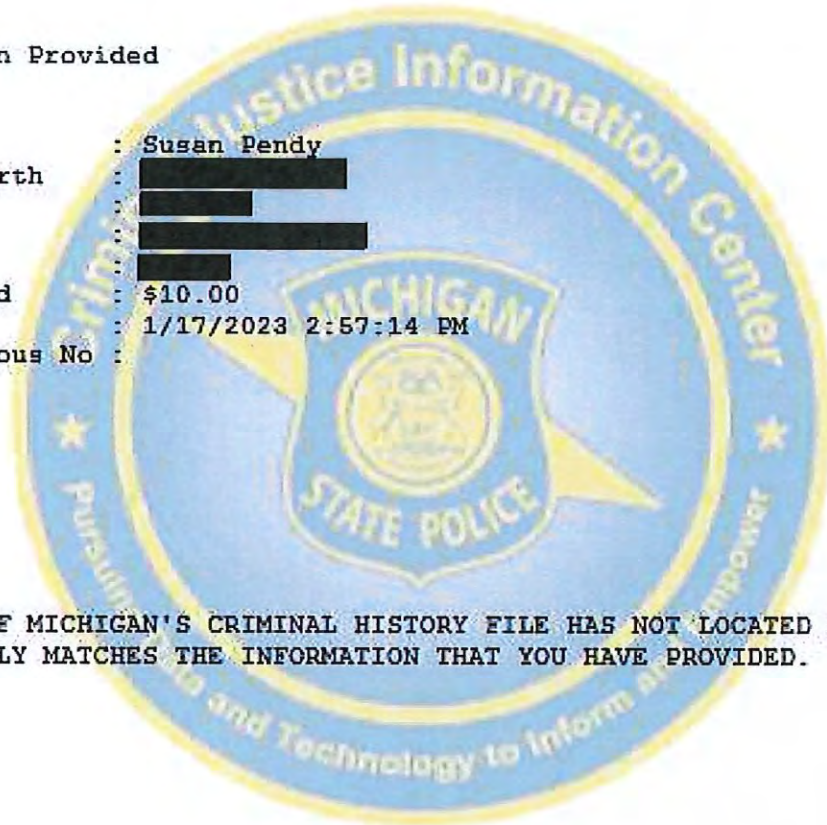 n Provided
: Susan Pendy
rth :
:
:
:
d : $10.00
: 1/17/2023 2:57:14 PM
ous No :
F MICHIGAN'S CRIMINAL HISTORY FILE HAS NOT LOCATED
LY MATCHES THE INFORMATION THAT YOU HAVE PROVIDED.
Criminal Justice Information Center
MICHIGAN
STATE POLICE
and Technology to Inform